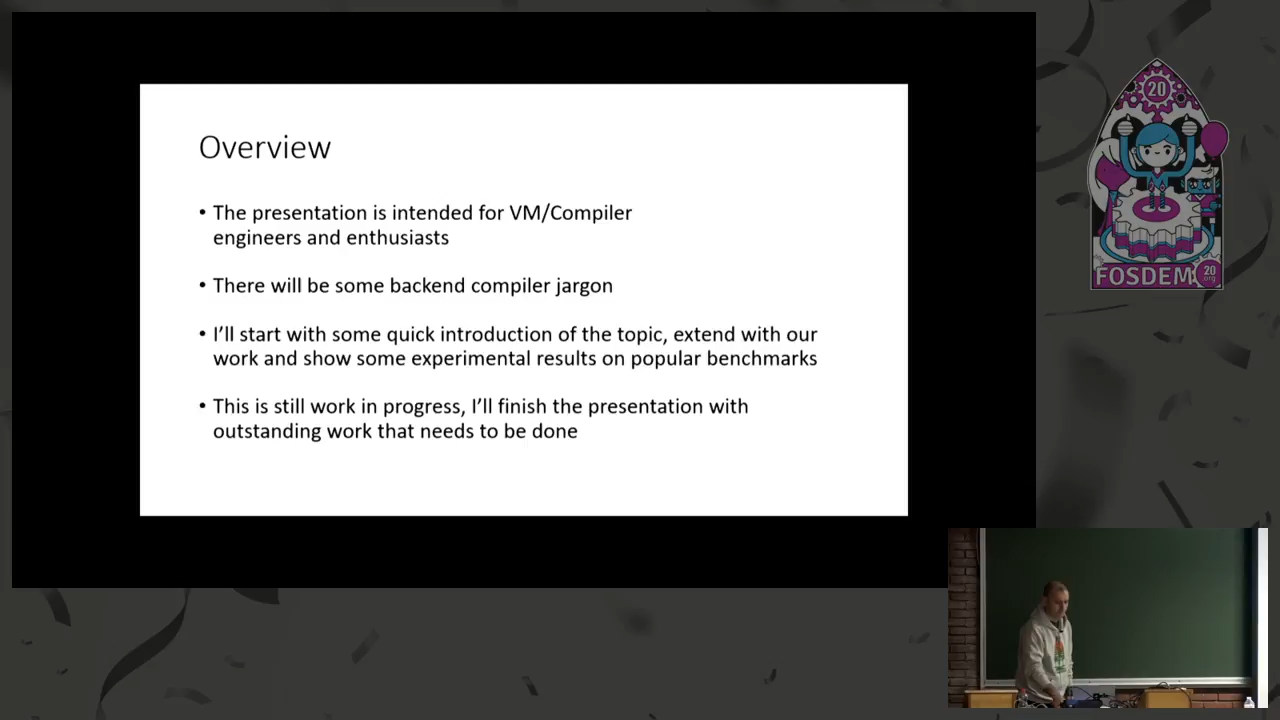 Overview
• The presentation is intended for VM/Compiler
engineers and enthusiasts
• There will be some backend compiler jargon
• I'll start with some quick introduction of the topic, extend with our
work and show some experimental results on popular benchmarks
• This is still work in progress, I'll finish the presentation with
outstanding work that needs to be done
20
FOSDEM
20
org